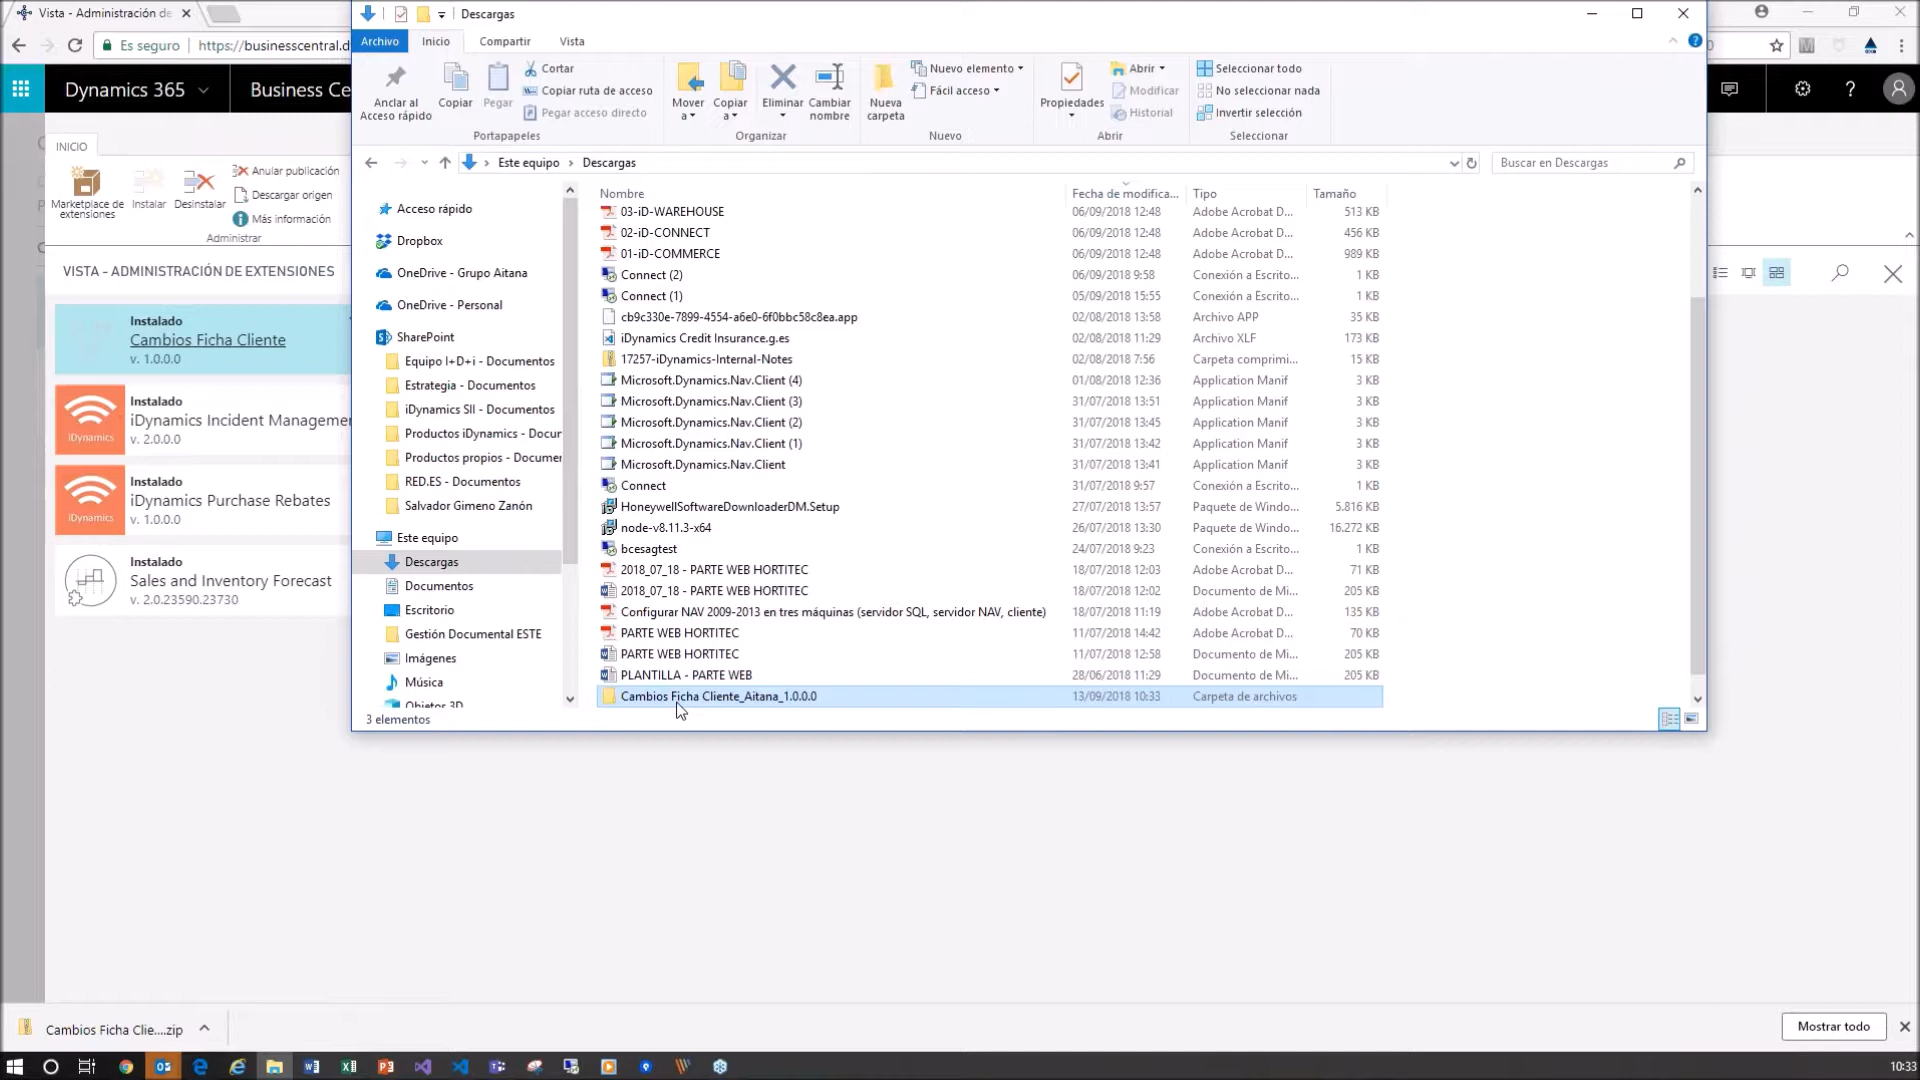 Vista - Administración de
Descargas
Es seguro
https://businesscentral.d
Archivo Inicio Compartir Vista
Dynamics 365
Business Ce
Anclar al
Acceso rápido
Copiar
Pegar
Cortar
Copiar ruta de acceso
Pegar acceso directo
Portapapeles
Mover
a
Copiar
a
Eliminar
Cambiar
nombre
Organizar
Nueva
carpeta
Nuevo elemento
Fácil acceso
Nuevo
Propiedades
Abrir
Modificar
Historial
Abrir
Seleccionar todo
No seleccionar nada
Invertir selección
Seleccionar
INICIO
Marketplace de
extensiones
Instalar
Desinstalar
Anular publicación
Descargar origen
Más información
Administrar
Este equipo
Descargas
Buscar en Descargas
VISTA - ADMINISTRACIÓN DE EXTENSIONES
Instalado
Cambios Ficha Cliente
v. 1.0.0.0
Instalado
iDynamics Incident Manageme
v. 2.0.0.0
iDynamics
Instalado
iDynamics Purchase Rebates
v. 1.0.0.0
iDynamics
Instalado
Sales and Inventory Forecast
v. 2.0.23590.23730
Acceso rápido
Dropbox
OneDrive - Grupo Aitana
OneDrive - Personal
SharePoint
Equipo I+D+i - Documentos
Estrategia - Documentos
iDynamics SII - Documentos
Productos iDynamics - Docur
Productos propios - Documer
RED.ES - Documentos
Salvador Gimeno Zanón
Este equipo
Descargas
Documentos
Escritorio
Gestión Documental ESTE
Imágenes
Música
Objetos 3D
Nombre Fecha de modifica... Tipo Tamaño
03-iD-WAREHOUSE 06/09/2018 12:48 Adobe Acrobat D... 513 KB
02-iD-CONNECT 06/09/2018 12:48 Adobe Acrobat D... 456 KB
01-iD-COMMERCE 06/09/2018 12:48 Adobe Acrobat D... 989 KB
Connect (2) 06/09/2018 9:58 Conexión a Escrito... 1 KB
Connect (1) 05/09/2018 15:55 Conexión a Escrito... 1 KB
cb9c330e-7899-4554-a6e0-6f0bbc58c8ea.app 02/08/2018 13:58 Archivo APP 35 KB
iDynamics Credit Insurance.g.es 02/08/2018 11:29 Archivo XLF 173 KB
17257-iDynamics-Internal-Notes 02/08/2018 7:56 Carpeta comprimi... 15 KB
Microsoft.Dynamics.Nav.Client (4) 01/08/2018 12:36 Application Manif 3 KB
Microsoft.Dynamics.Nav.Client (3) 31/07/2018 13:51 Application Manif 3 KB
Microsoft.Dynamics.Nav.Client (2) 31/07/2018 13:45 Application Manif 3 KB
Microsoft.Dynamics.Nav.Client (1) 31/07/2018 13:42 Application Manif 3 KB
Microsoft.Dynamics.Nav.Client 31/07/2018 13:41 Application Manif 3 KB
Connect 31/07/2018 9:57 Conexión a Escrito... 1 KB
HoneywellSoftwareDownloaderDM.Setup 27/07/2018 13:57 Paquete de Windo... 5.816 KB
node-v8.11.3-x64 26/07/2018 13:30 Paquete de Windo... 16.272 KB
bcesagtest 24/07/2018 9:23 Conexión a Escrito... 1 KB
2018_07_18 - PARTE WEB HORTITEC 18/07/2018 12:03 Adobe Acrobat D... 71 KB
2018_07_18 - PARTE WEB HORTITEC 18/07/2018 12:02 Documento de Mi... 205 KB
Configurar NAV 2009-2013 en tres máquinas (servidor SQL, servidor NAV, cliente) 18/07/2018 11:19 Adobe Acrobat D... 135 KB
PARTE WEB HORTITEC 11/07/2018 14:42 Adobe Acrobat D... 70 KB
PARTE WEB HORTITEC 11/07/2018 12:58 Documento de Mi... 205 KB
PLANTILLA - PARTE WEB 28/06/2018 11:29 Documento de Mi... 205 KB
Cambios Ficha Cliente_Aitana_1.0.0.0 13/09/2018 10:33 Carpeta de archivos
3 elementos
Cambios Ficha Clie....zip
Mostrar todo
10:33